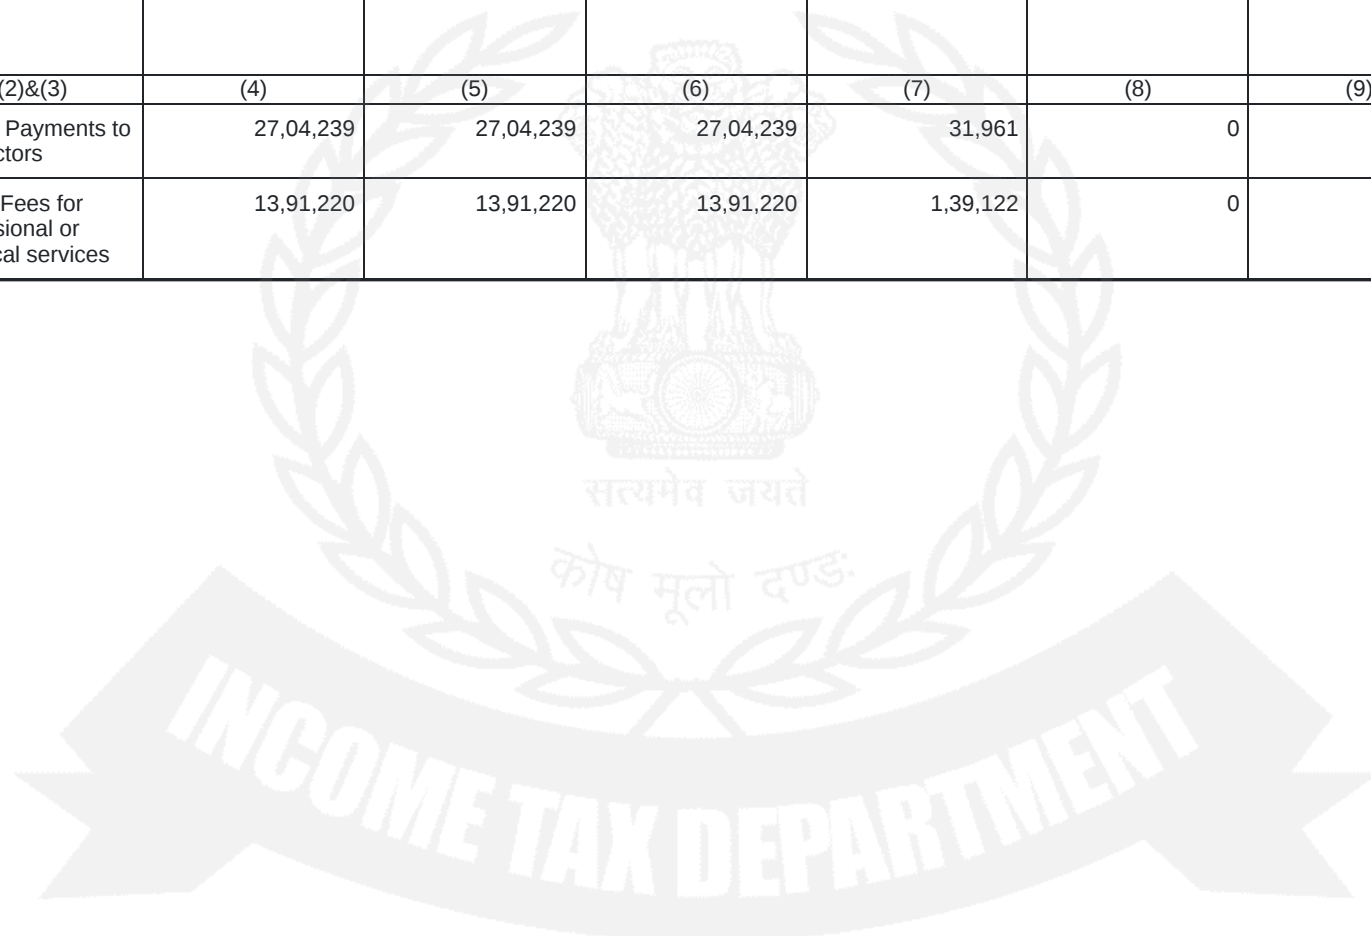 (2)&(3) (4) (5) (6) (7) (8) (9)
Payments to 27,04,239 27,04,239 27,04,239 31,961 0
ctors
Fees for 13,91,220 13,91,220 13,91,220 1,39,122 0
sional or
cal services
सत्यमेव जयते
कोष मूलो दण्डः
INCOME TAX DEPARTMENT